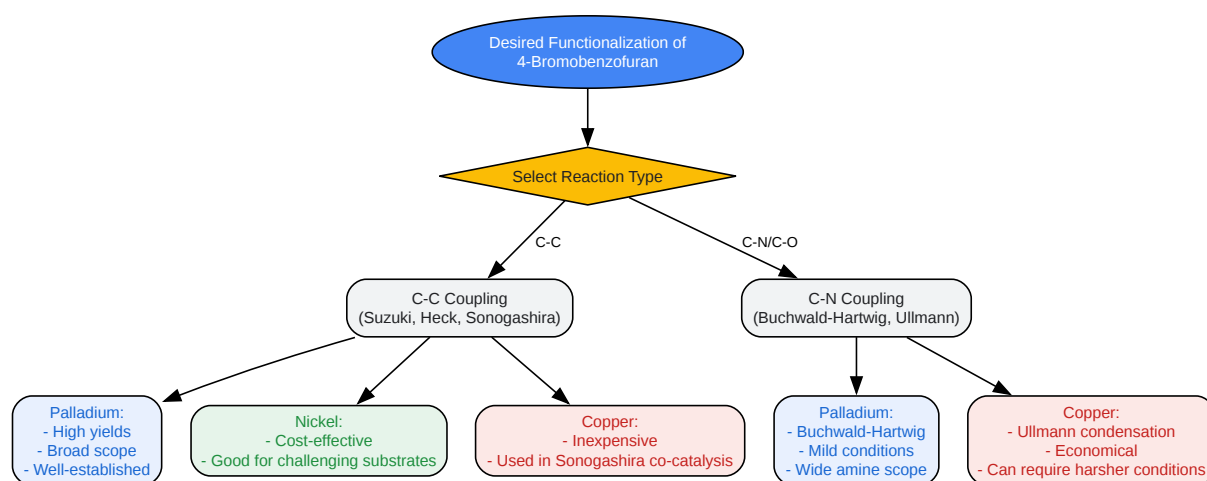 Desired Functionalization of
4-Bromobenzofuran
Select Reaction Type
C-C
C-N/C-O
C-C Coupling
(Suzuki, Heck, Sonogashira)
C-N Coupling
(Buchwald-Hartwig, Ullmann)
Palladium:
- High yields
- Broad scope
- Well-established
Nickel:
- Cost-effective
- Good for challenging substrates
Copper:
- Inexpensive
- Used in Sonogashira co-catalysis
Palladium:
- Buchwald-Hartwig
- Mild conditions
- Wide amine scope
Copper:
- Ullmann condensation
- Economical
- Can require harsher conditions